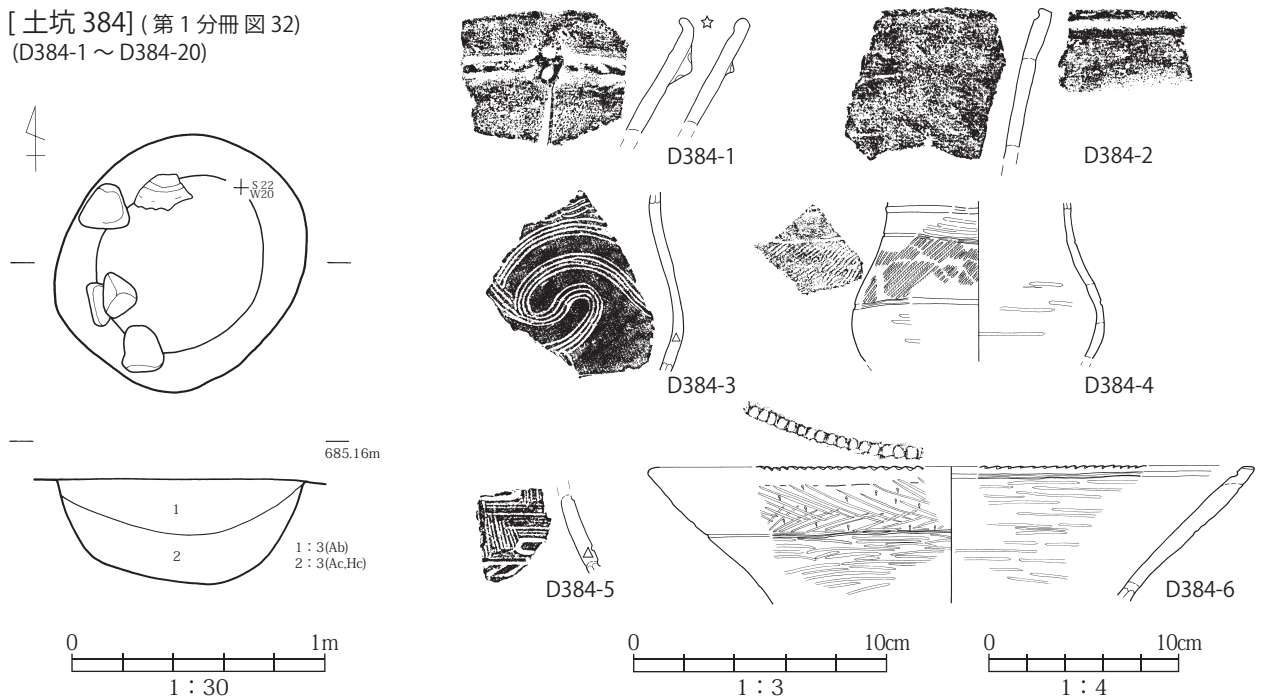 [ 土坑 384] ( 第 1 分冊 図 32)
(D384-1 〜 D384-20)
S 22
W20
685.16m
1
2
1：3(Ab)
2：3(Ac,Hc)
0 1m
1：30
D384-1
D384-2
D384-3
D384-4
D384-5
D384-6
0 10cm
1：3
0 10cm
1：4